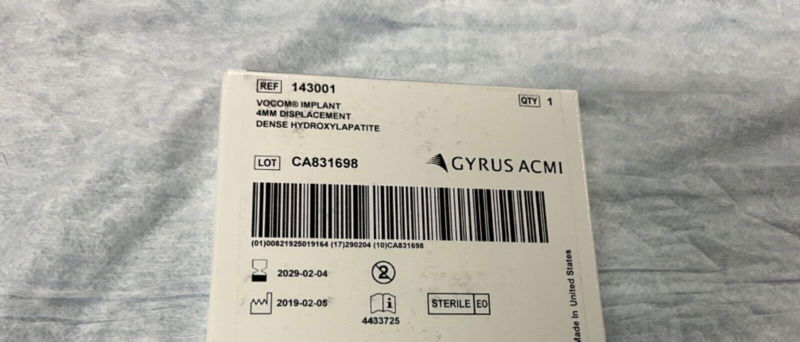 REF 143001
QTY 1
VOCOM® IMPLANT
4MM DISPLACEMENT
DENSE HYDROXYLAPATITE
LOT CA831698
GYRUS ACMI
(01)00821925019164 (17)290204 (10)CA831698
2029-02-04
2
2019-02-05
i
4433725
STERILE EO
Made in United States